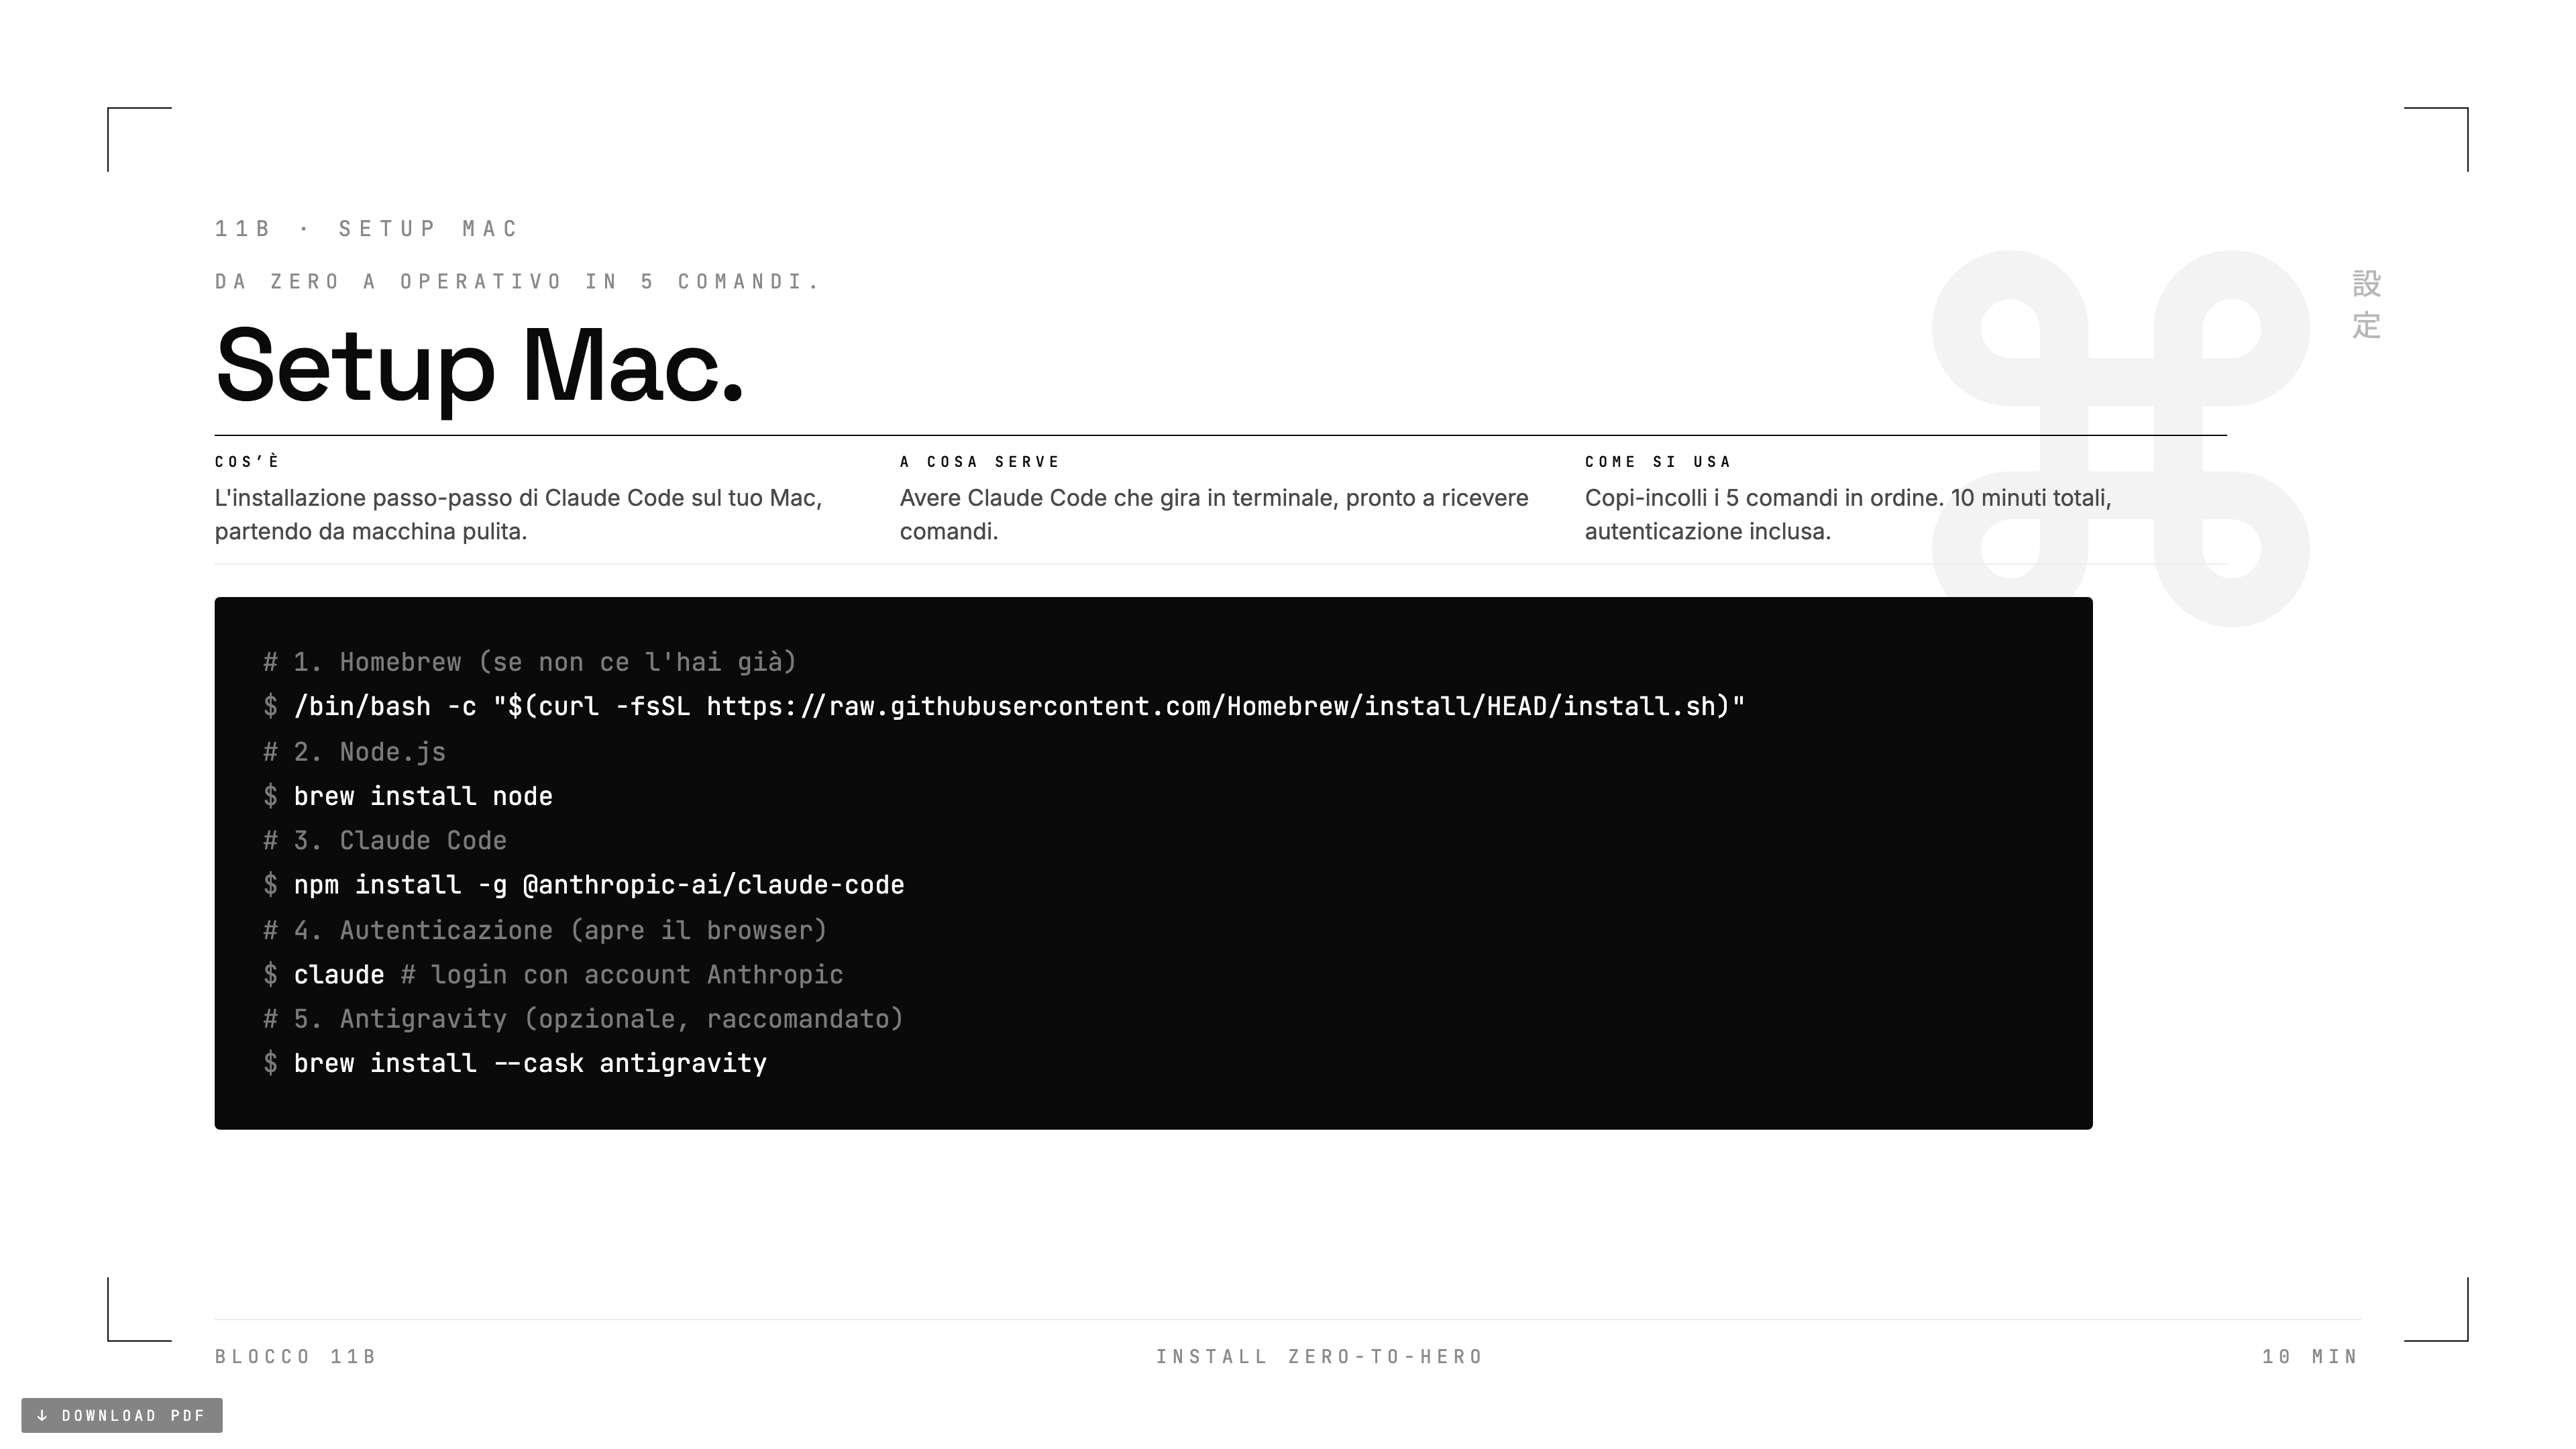 11B · SETUP MAC
DA ZERO A OPERATIVO IN 5 COMANDI.
Setup Mac.
設定
COS’È
L'installazione passo-passo di Claude Code sul tuo Mac,
partendo da macchina pulita.
A COSA SERVE
Avere Claude Code che gira in terminale, pronto a ricevere
comandi.
COME SI USA
Copi-incolli i 5 comandi in ordine. 10 minuti totali,
autenticazione inclusa.
# 1. Homebrew (se non ce l'hai già)
$ /bin/bash -c "$(curl -fsSL https://raw.githubusercontent.com/Homebrew/install/HEAD/install.sh)"
# 2. Node.js
$ brew install node
# 3. Claude Code
$ npm install -g @anthropic-ai/claude-code
# 4. Autenticazione (apre il browser)
$ claude # login con account Anthropic
# 5. Antigravity (opzionale, raccomandato)
$ brew install --cask antigravity
BLOCCO 11B
INSTALL ZERO-TO-HERO
10 MIN
↓ DOWNLOAD PDF